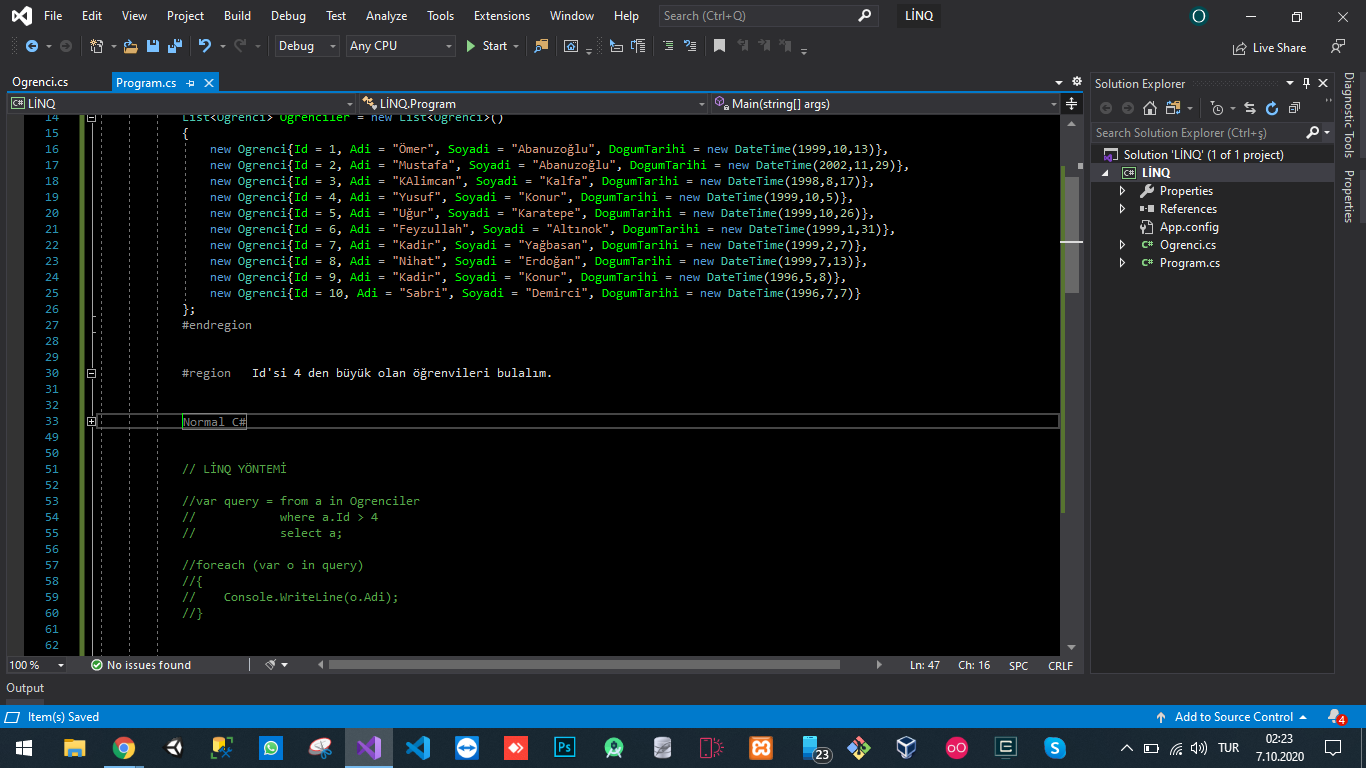 File Edit View Project Build Debug Test Analyze Tools Extensions Window Help Search (Ctrl+Q) LİNQ O
Debug Any CPU Start Live Share
Ogrenci.cs Program.cs
C# LİNQ LİNQ.Program Main(string[] args)
14 List<Ogrenci> Ogrenciler = new List<Ogrenci>()
15 {
16 new Ogrenci{Id = 1, Adi = "Ömer", Soyadi = "Abanuzoğlu", DogumTarihi = new DateTime(1999,10,13)},
17 new Ogrenci{Id = 2, Adi = "Mustafa", Soyadi = "Abanuzoğlu", DogumTarihi = new DateTime(2002,11,29)},
18 new Ogrenci{Id = 3, Adi = "KAlimcan", Soyadi = "Kalfa", DogumTarihi = new DateTime(1998,8,17)},
19 new Ogrenci{Id = 4, Adi = "Yusuf", Soyadi = "Konur", DogumTarihi = new DateTime(1999,10,5)},
20 new Ogrenci{Id = 5, Adi = "Uğur", Soyadi = "Karatepe", DogumTarihi = new DateTime(1999,10,26)},
21 new Ogrenci{Id = 6, Adi = "Feyzullah", Soyadi = "Altınok", DogumTarihi = new DateTime(1999,1,31)},
22 new Ogrenci{Id = 7, Adi = "Kadir", Soyadi = "Yağbasan", DogumTarihi = new DateTime(1999,2,7)},
23 new Ogrenci{Id = 8, Adi = "Nihat", Soyadi = "Erdoğan", DogumTarihi = new DateTime(1999,7,13)},
24 new Ogrenci{Id = 9, Adi = "Kadir", Soyadi = "Konur", DogumTarihi = new DateTime(1996,5,8)},
25 new Ogrenci{Id = 10, Adi = "Sabri", Soyadi = "Demirci", DogumTarihi = new DateTime(1996,7,7)}
26 };
27 #endregion
28
29
30 #region Id'si 4 den büyük olan öğrenvileri bulalım.
31
32
33 Normal C#
49
50
51 // LİNQ YÖNTEMİ
52
53 //var query = from a in Ogrenciler
54 // where a.Id > 4
55 // select a;
56
57 //foreach (var o in query)
58 //{
59 // Console.WriteLine(o.Adi);
60 //}
61
62
100 % No issues found Ln: 47 Ch: 16 SPC CRLF
Solution Explorer
Search Solution Explorer (Ctrl+ş)
Solution 'LİNQ' (1 of 1 project)
C# LİNQ
Properties
References
App.config
C# Ogrenci.cs
C# Program.cs
Diagnostic Tools
Properties
Output
Item(s) Saved Add to Source Control 4
Ps 23 TUR 02:23
7.10.2020